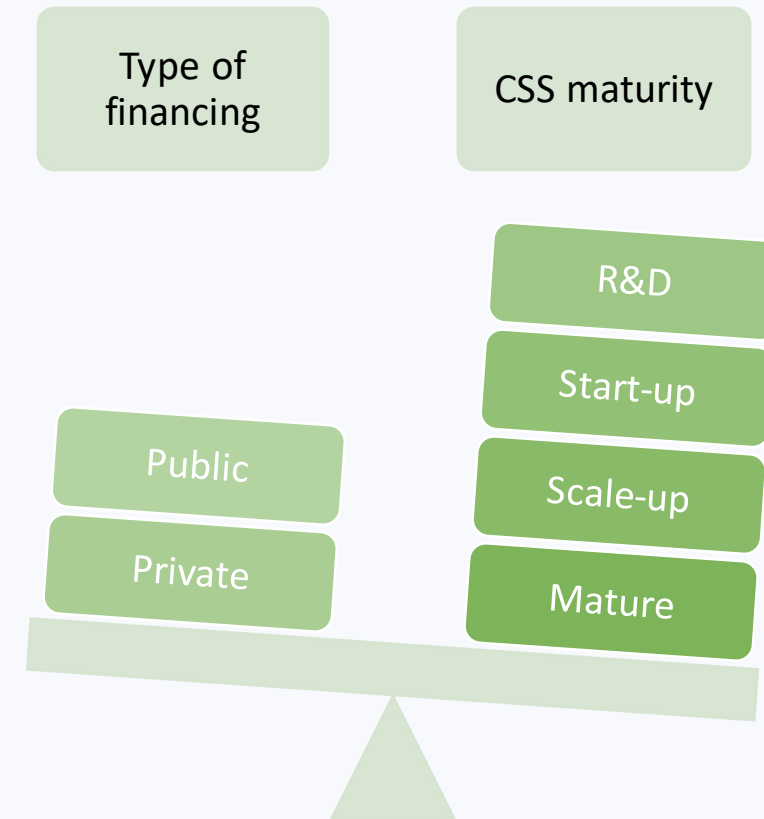 Type of
financing
CSS maturity
R&D
Start-up
Public
Scale-up
Private
Mature